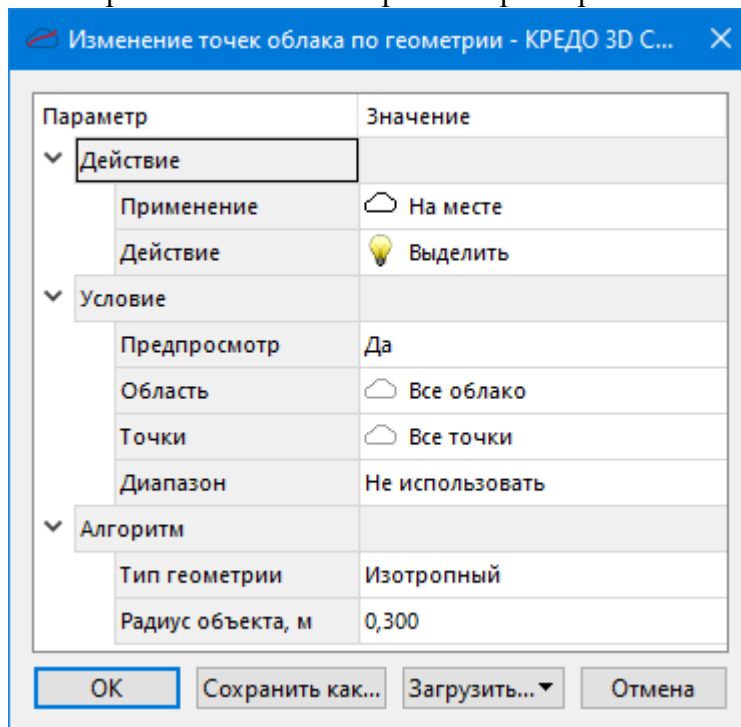 Изменение точек облака по геометрии - КРЕДО 3D С...
Параметр Значение
Действие
Применение На месте
Действие Выделить
Условие
Предпросмотр Да
Область Все облако
Точки Все точки
Диапазон Не использовать
Алгоритм
Тип геометрии Изотропный
Радиус объекта, м 0,300
ОК Сохранить как... Загрузить... Отмена